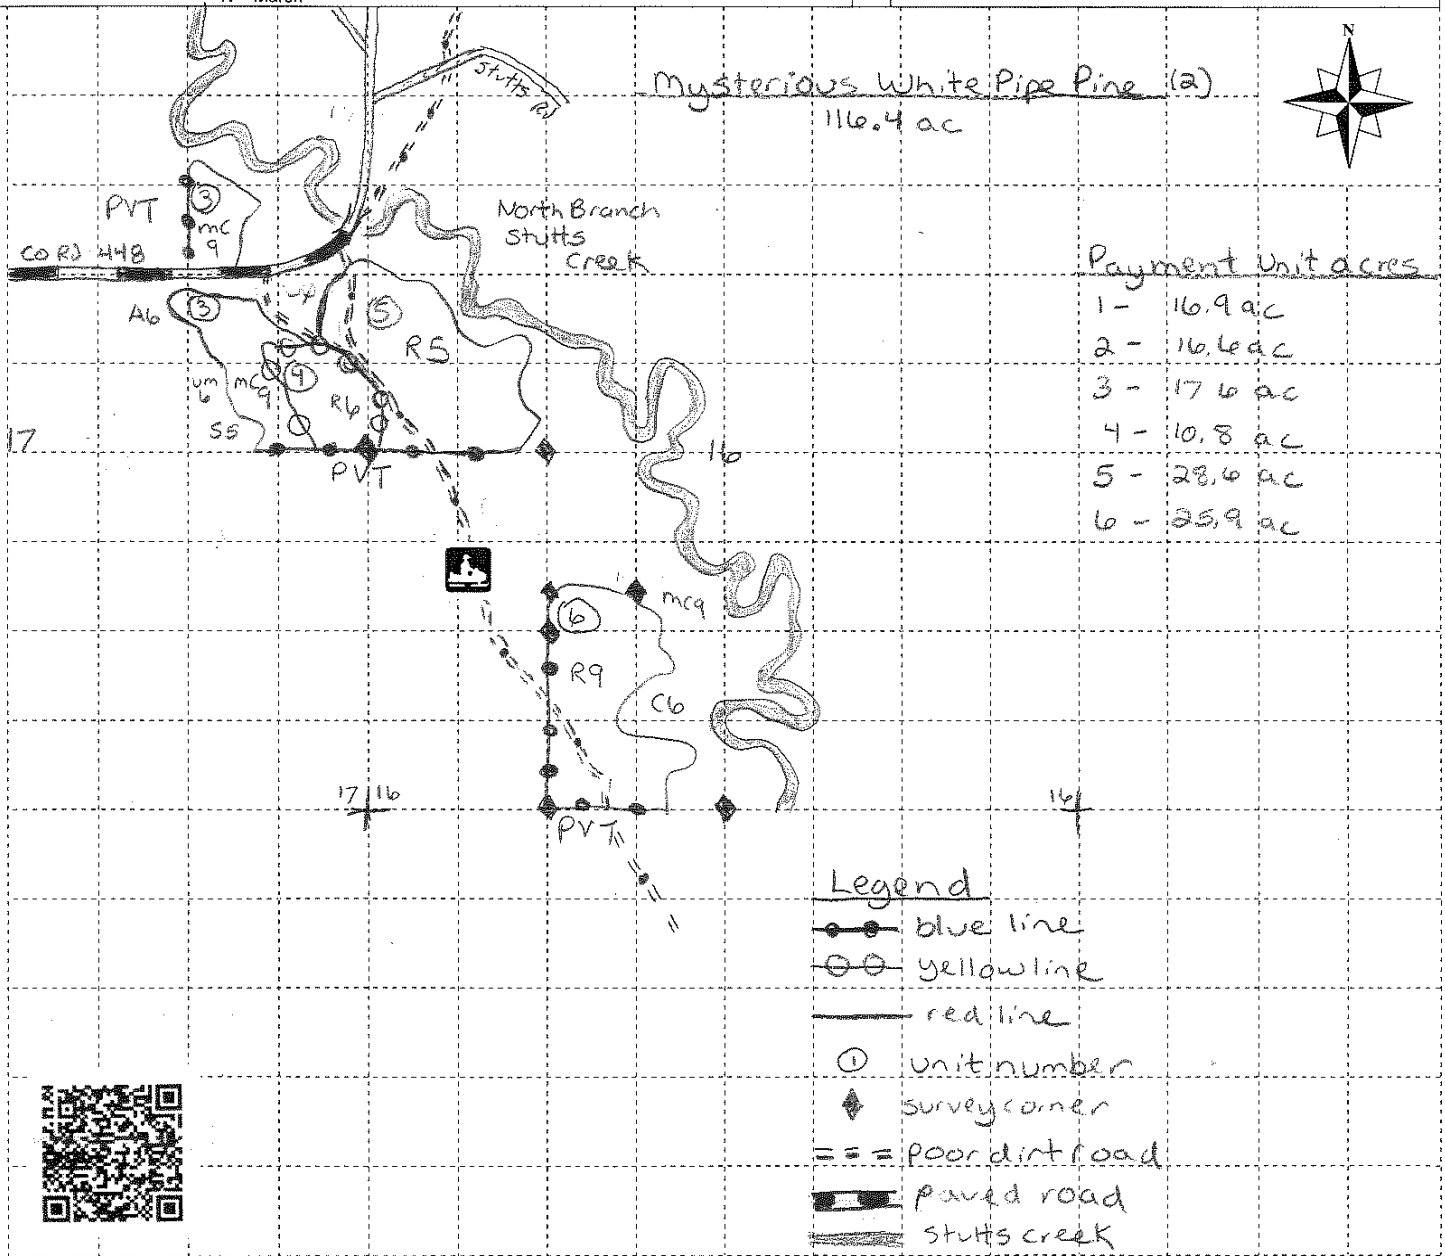 N
Mysterious White Pipe Pine (2)
116.4 ac
Stutts Rd
PVT
3
mc
9
North Branch
Stutts
Creek
CO Rd 448
Payment Unit acres
1 - 16.9 ac
2 - 16.6 ac
3 - 17 6 ac
4 - 10.8 ac
5 - 28.6 ac
6 - 25.9 ac
A6
3
5
R5
um
6
mc
9
4
R6
S5
17
PVT
16
6
mc9
R9
C6
17 16
16
PVT
Legend
blue line
yellow line
red line
1 unit number
survey corner
poor dirt road
paved road
Stutts creek